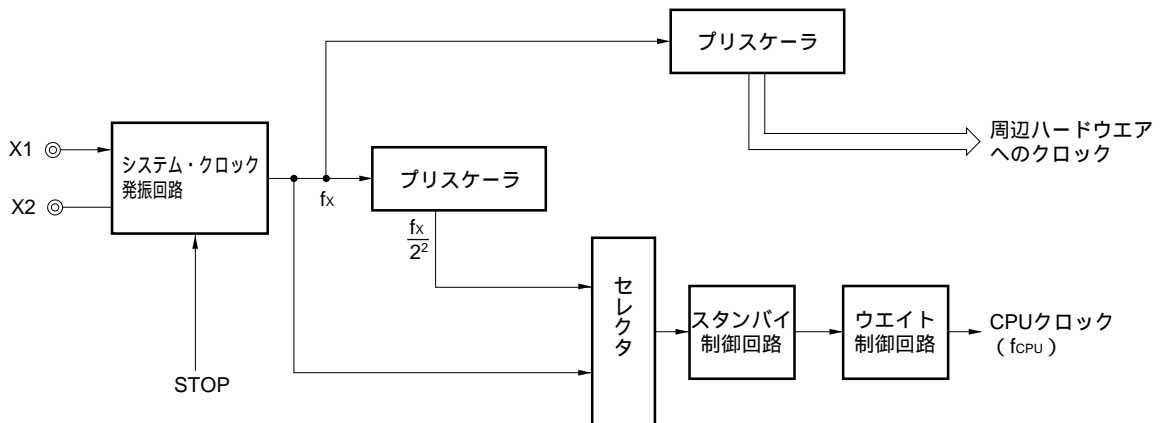 プリスケーラ
周辺ハードウエア
へのクロック
X1
X2
システム・クロック
発振回路
fX
プリスケーラ
fX
2²
STOP
セレクタ
スタンバイ
制御回路
ウエイト
制御回路
CPUクロック
(fCPU)